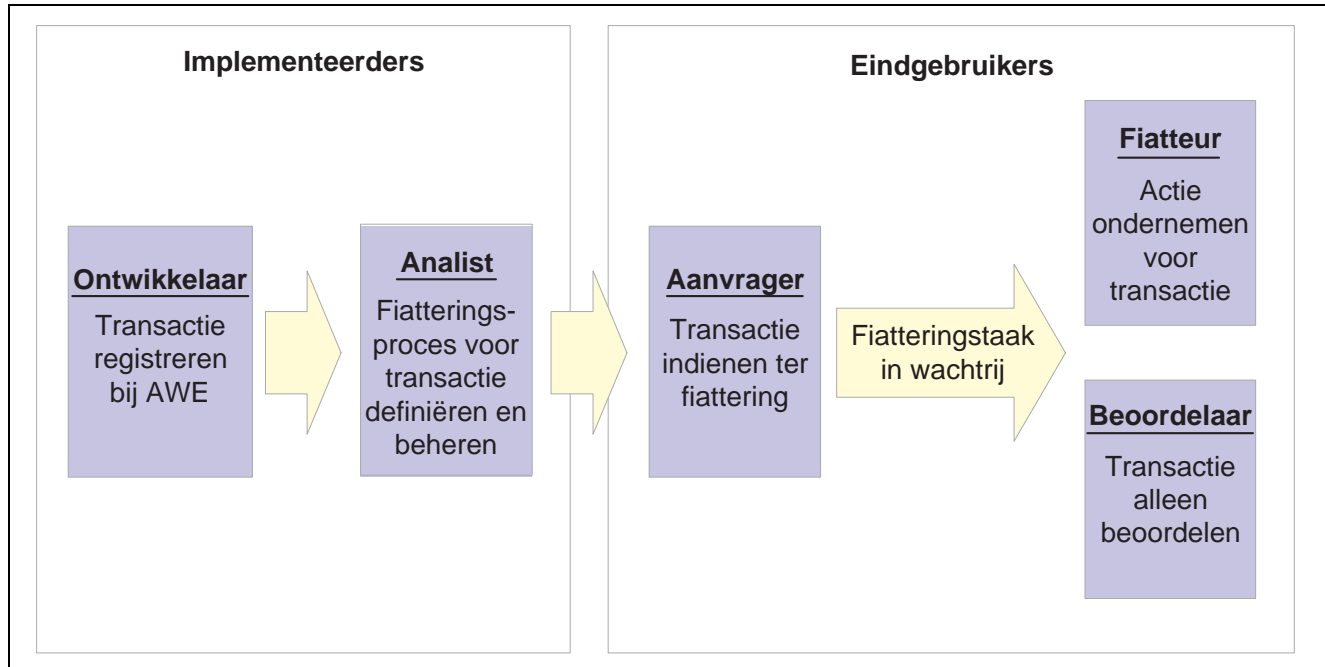 Implementeerders
Eindgebruikers
Ontwikkelaar
Transactie
registreren
bij AWE
Analist
Fiatterings-
proces voor
transactie
definiëren en
beheren
Aanvrager
Transactie
indienen ter
fiattering
Fiatteringstaak
in wachtrij
Fiatteur
Actie
ondernemen
voor
transactie
Beoordelaar
Transactie
alleen
beoordelen